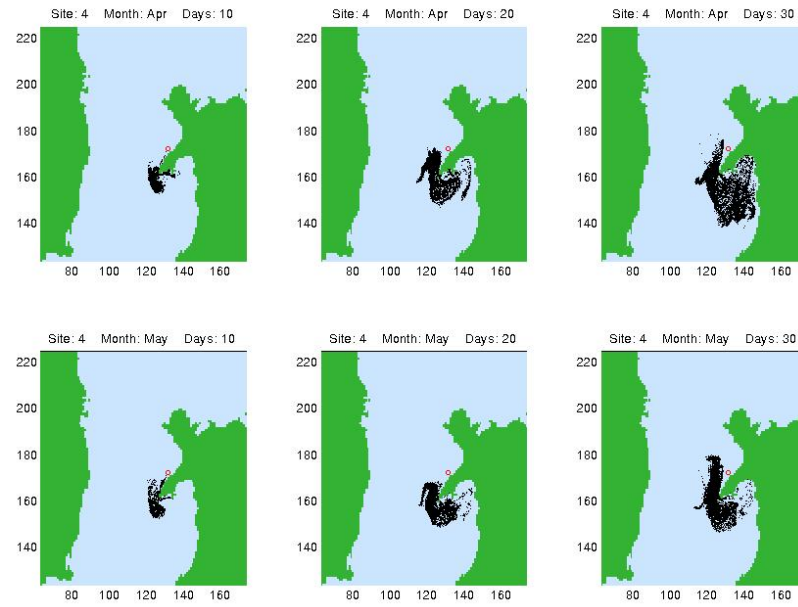 Site: 4 Month: Apr Days: 10
Site: 4 Month: Apr Days: 20
Site: 4 Month: Apr Days: 30
220 220 220
200 200 200
180 180 180
160 160 160
140 140 140
80 100 120 140 160 80 100 120 140 160 80 100 120 140 160
Site: 4 Month: May Days: 10
Site: 4 Month: May Days: 20
Site: 4 Month: May Days: 30
220 220 220
200 200 200
180 180 180
160 160 160
140 140 140
80 100 120 140 160 80 100 120 140 160 80 100 120 140 160